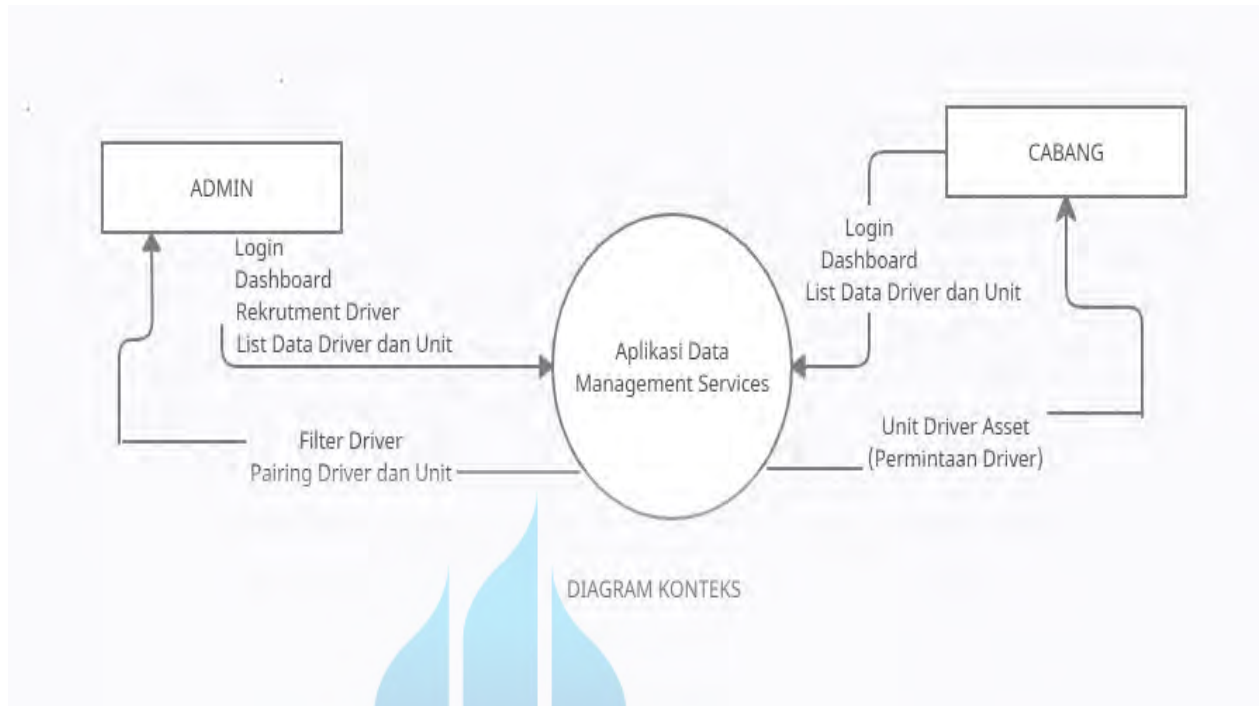 ADMIN
Login
Dashboard
Rekrutment Driver
List Data Driver dan Unit
Filter Driver
Pairing Driver dan Unit
Aplikasi Data
Management Services
CABANG
Login
Dashboard
List Data Driver dan Unit
Unit Driver Asset
(Permintaan Driver)
DIAGRAM KONTEKS